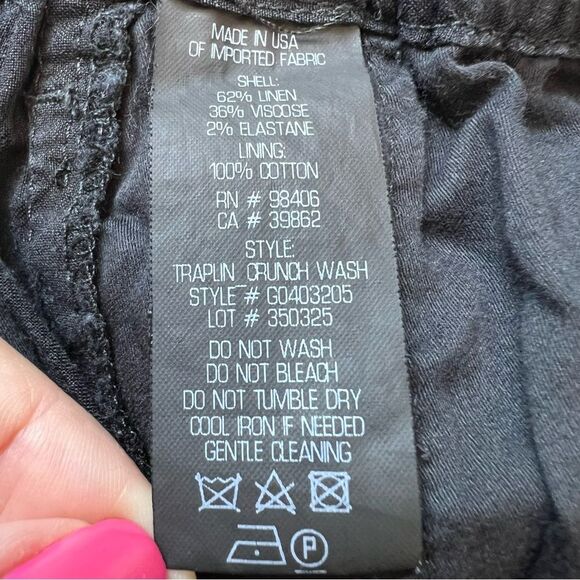 MADE IN USA
OF IMPORTED FABRIC
SHELL:
62% LINEN
36% VISCOSE
2% ELASTANE
LINING:
100% COTTON
RN # 98406
CA # 39862
STYLE:
TRAPLIN CRUNCH WASH
STYLE # G0403205
LOT # 350325
DO NOT WASH
DO NOT BLEACH
DO NOT TUMBLE DRY
COOL IRON IF NEEDED
GENTLE CLEANING
P